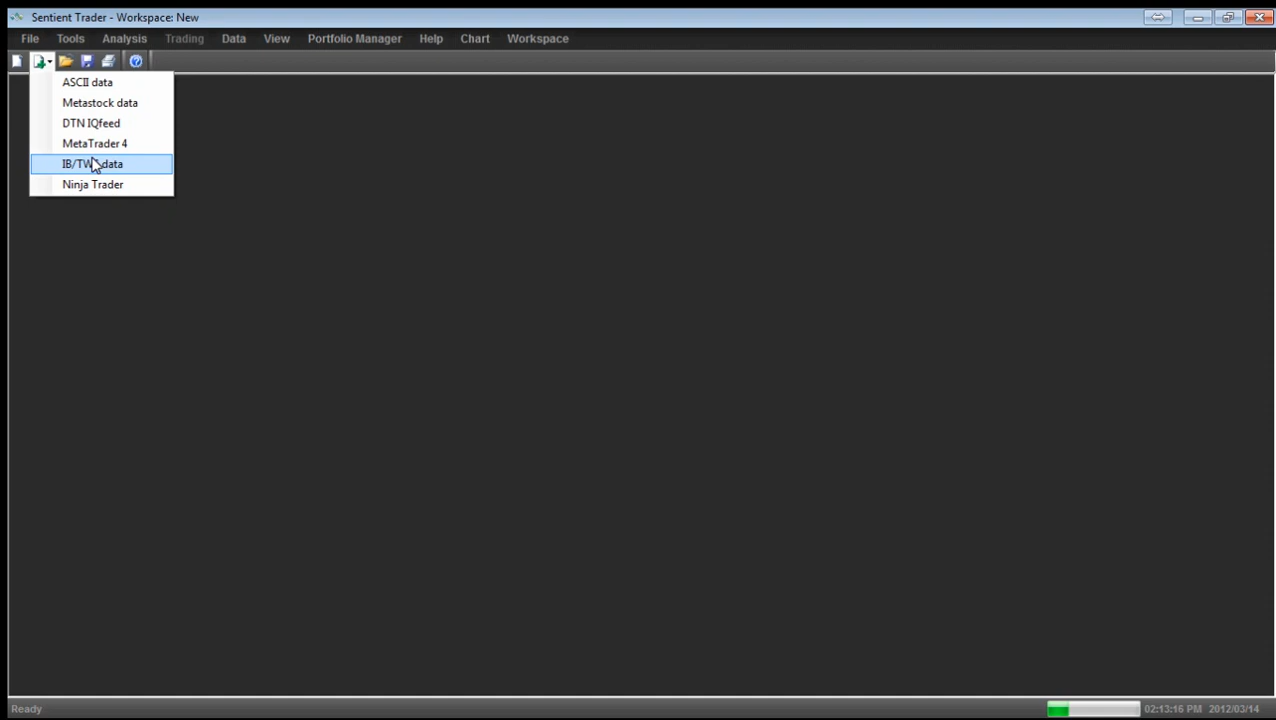 Sentient Trader - Workspace: New
File Tools Analysis Trading Data View Portfolio Manager Help Chart Workspace
ASCII data
Metastock data
DTN IQfeed
MetaTrader 4
IB/TW data
Ninja Trader
Ready 02:13:16 PM 2012/03/14